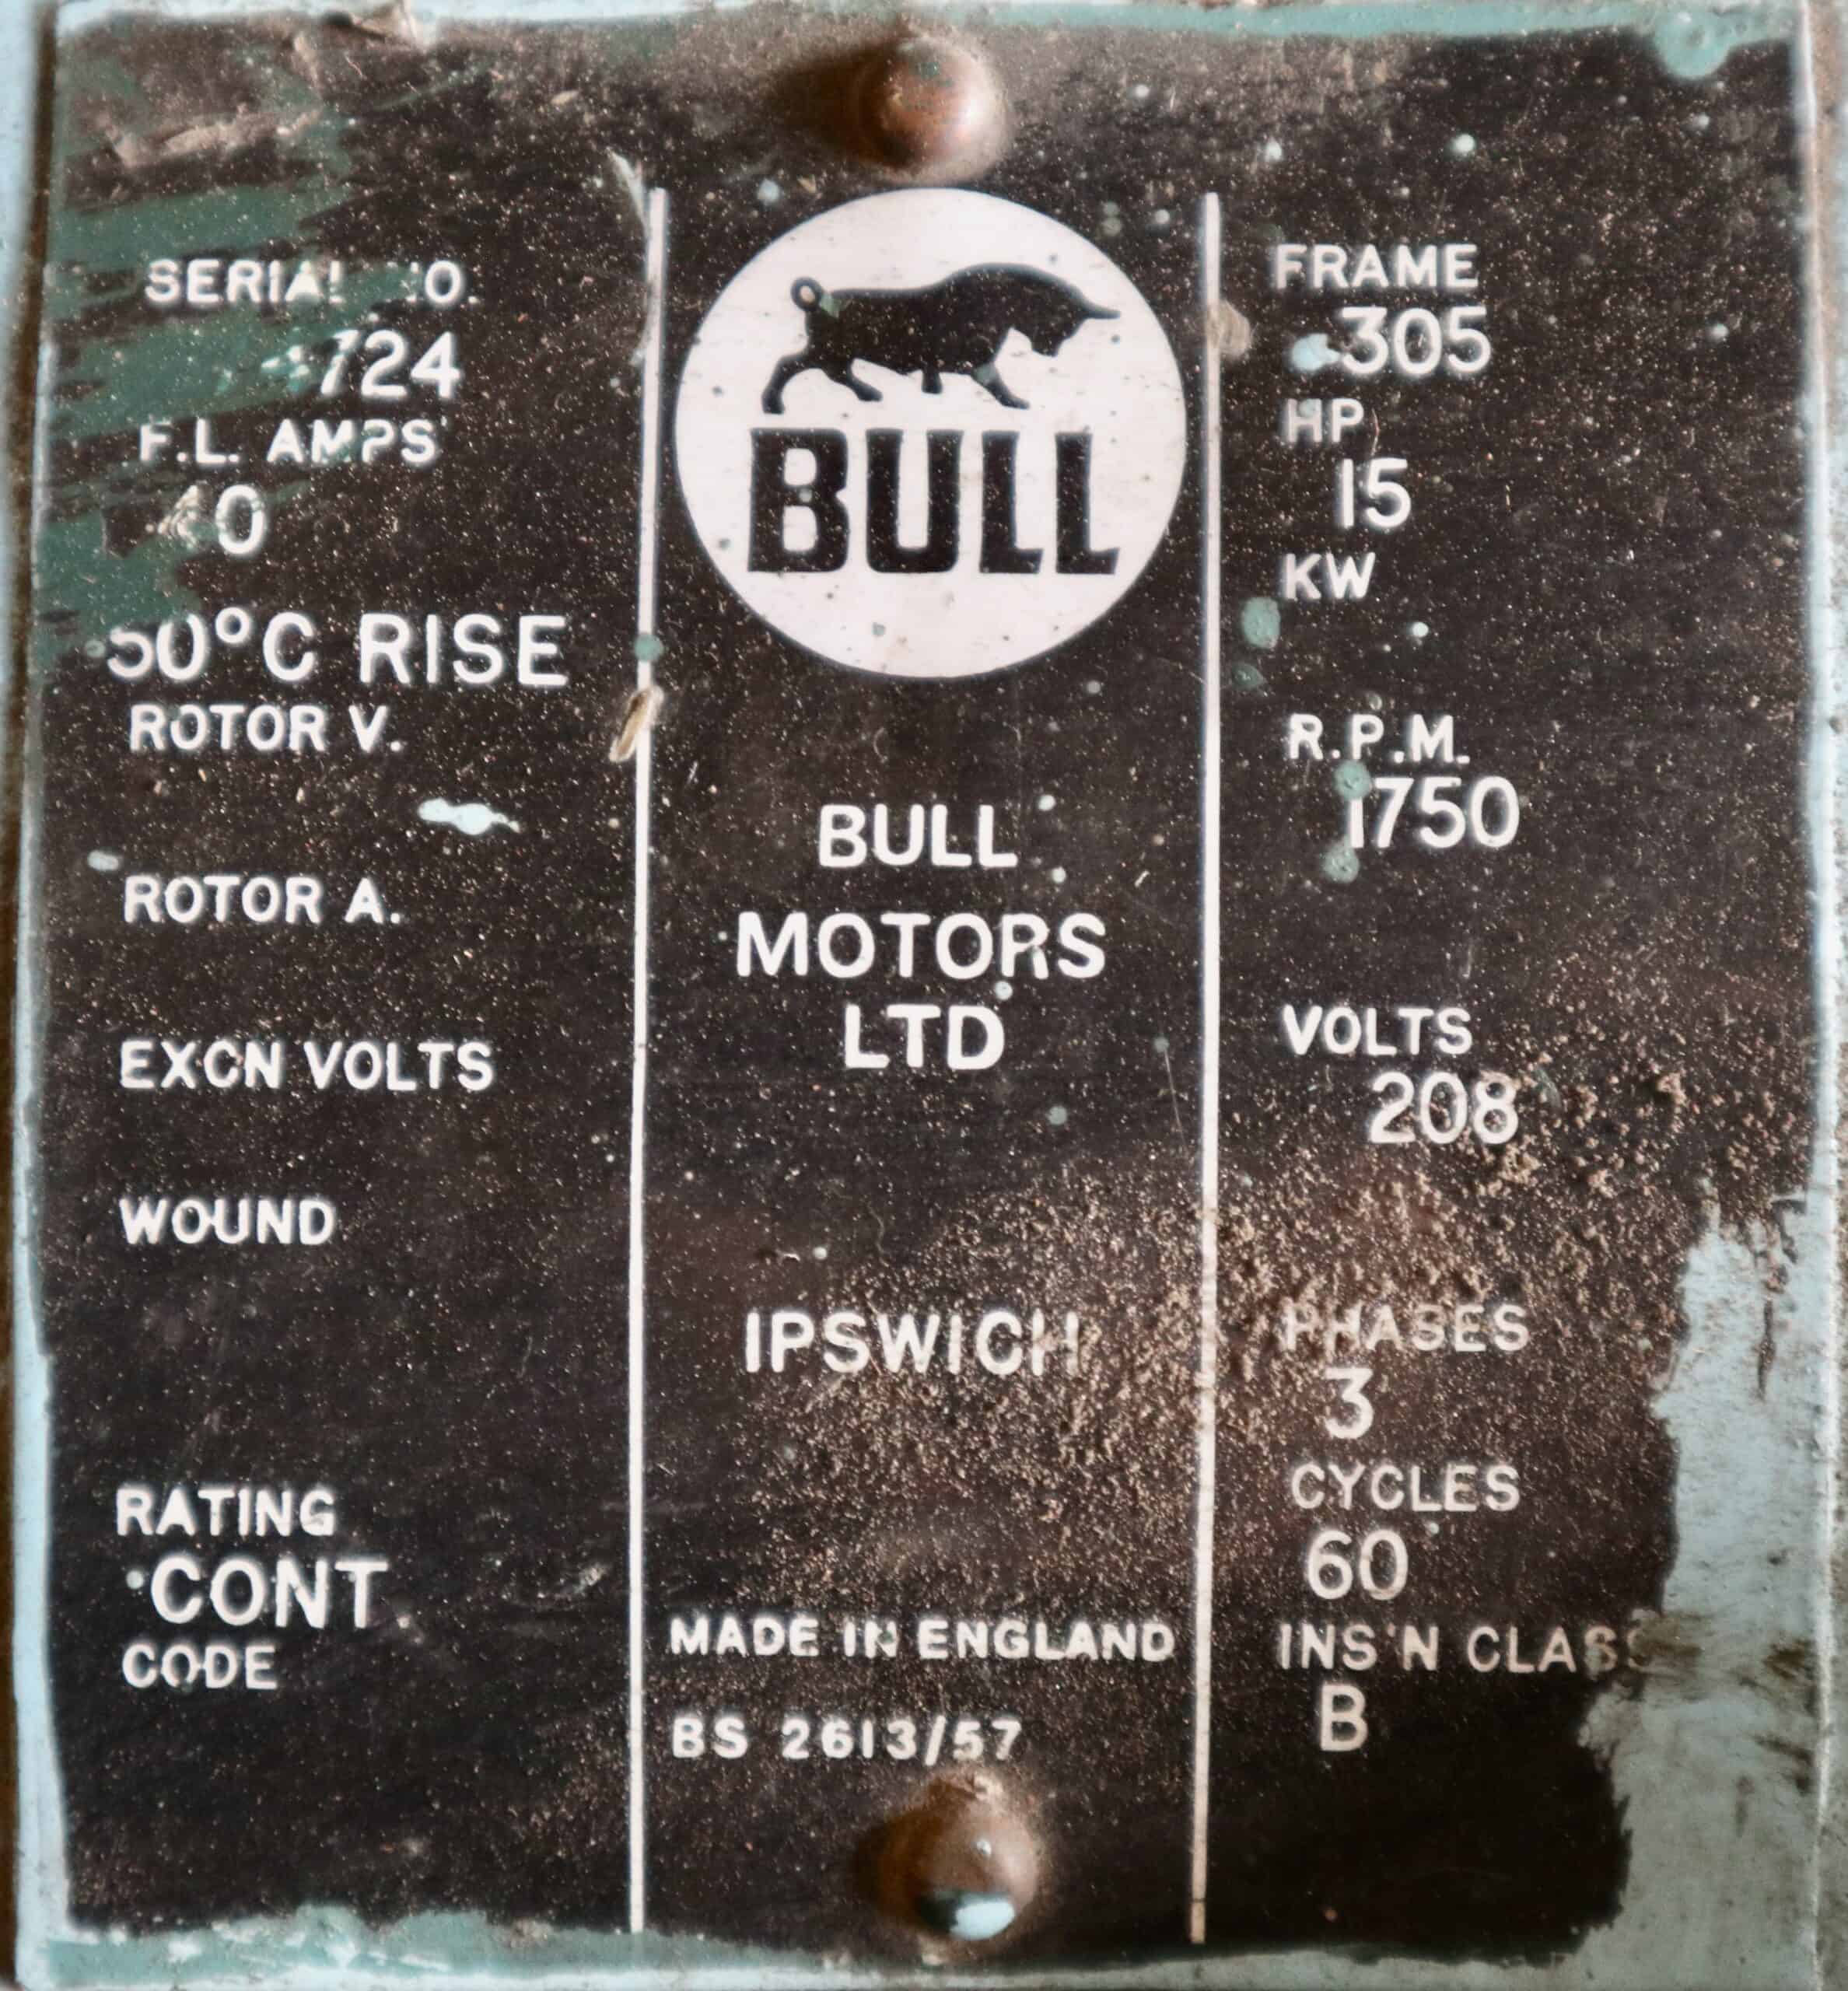 SERIAL NO.
724
F.L. AMPS
0
50°C RISE
ROTOR V.
ROTOR A.
EXCN VOLTS
WOUND
RATING
CONT.
CODE
BULL
BULL
MOTORS
LTD
IPSWICH
MADE IN ENGLAND
BS 2613/57
FRAME
305
HP
15
KW
R.P.M.
1750
VOLTS
208
PHASES
3
CYCLES
60
INS'N CLASS
B